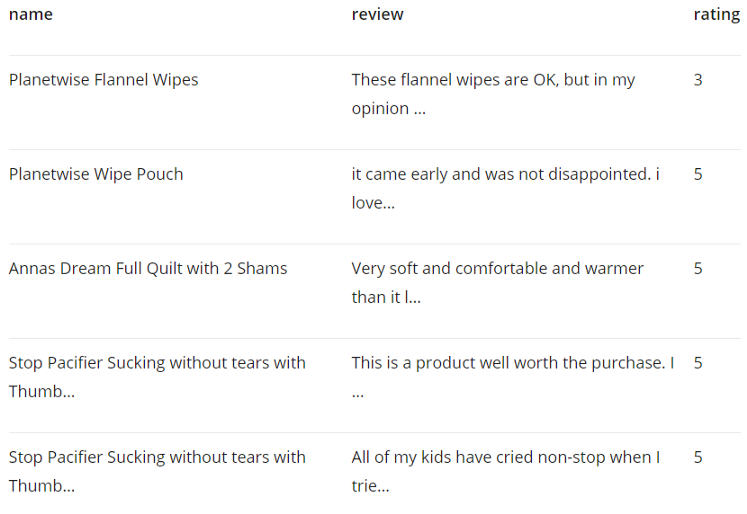 name review rating
Planetwise Flannel Wipes These flannel wipes are OK, but in my 3
opinion ...
Planetwise Wipe Pouch it came early and was not disappointed. i 5
love...
Annas Dream Full Quilt with 2 Shams Very soft and comfortable and warmer 5
than it l...
Stop Pacifier Sucking without tears with This is a product well worth the purchase. I 5
Thumb... ...
Stop Pacifier Sucking without tears with All of my kids have cried non-stop when I 5
Thumb... trie...